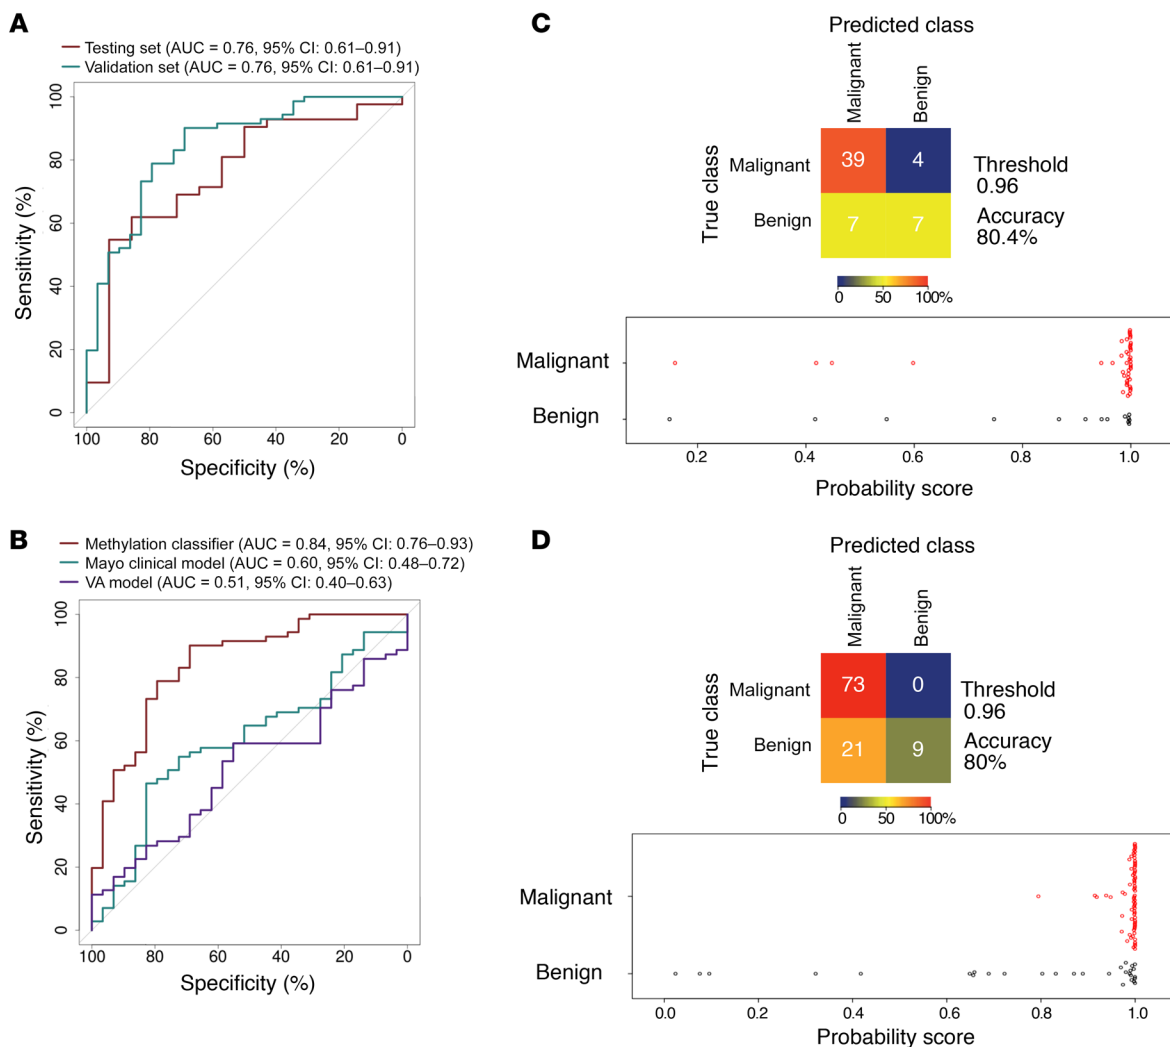 A
Testing set (AUC = 0.76, 95% CI: 0.61–0.91)
Validation set (AUC = 0.76, 95% CI: 0.61–0.91)
Sensitivity (%)
100
80
60
40
20
0
100 80 60 40 20 0
Specificity (%)
C
Predicted class
Malignant
Benign
True class
Malignant
39 4
Benign
7 7
Threshold
0.96
Accuracy
80.4%
0 50 100%
Malignant
Benign
0.2 0.4 0.6 0.8 1.0
Probability score
B
Methylation classifier (AUC = 0.84, 95% CI: 0.76–0.93)
Mayo clinical model (AUC = 0.60, 95% CI: 0.48–0.72)
VA model (AUC = 0.51, 95% CI: 0.40–0.63)
Sensitivity (%)
100
80
60
40
20
0
100 80 60 40 20 0
Specificity (%)
D
Predicted class
Malignant
Benign
True class
Malignant
73 0
Benign
21 9
Threshold
0.96
Accuracy
80%
0 50 100%
Malignant
Benign
0.0 0.2 0.4 0.6 0.8 1.0
Probability score